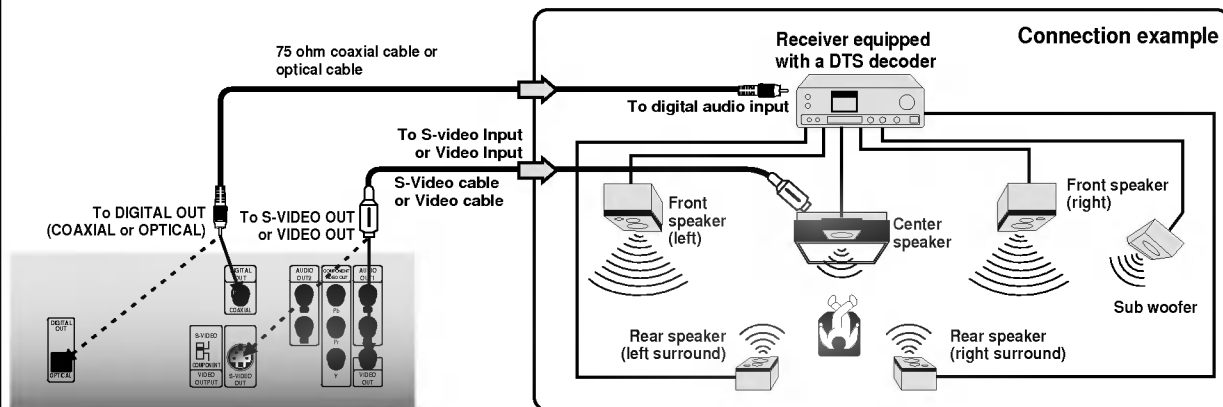 Connection example
75 ohm coaxial cable or
optical cable
Receiver equipped
with a DTS decoder
To digital audio input
To S-video Input
or Video Input
S-Video cable
or Video cable
To DIGITAL OUT
(COAXIAL or OPTICAL)
To S-VIDEO OUT
or VIDEO OUT
Front
speaker
(left)
Center
speaker
Front speaker
(right)
Sub woofer
Rear speaker
(left surround)
Rear speaker
(right surround)
DIGITAL
OUT
COAXIAL
AUDIO
OUT2
COMPONENT
VIDEO OUT
Pb
Pr
Y
AUDIO
OUT1
VIDEO
OUT
DIGITAL
OUT
OPTICAL
S-VIDEO
COMPONENT
VIDEO
OUTPUT
S-VIDEO
OUT